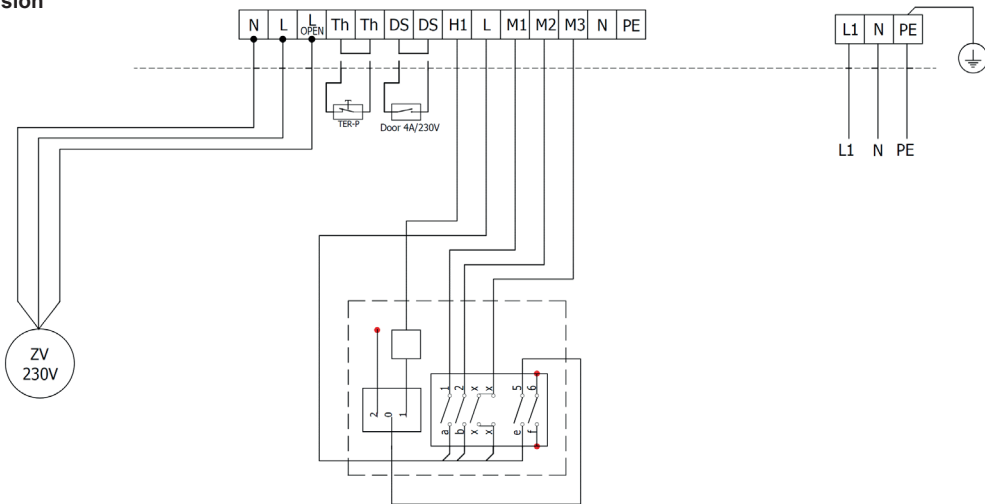 sion
N L L OPEN Th Th DS DS H1 L M1 M2 M3 N PE
L1 N PE
TER-P
Door 4A/230V
L1 N PE
ZV
230V
1 2 x x 5 6
2 0 1
a b x x e f